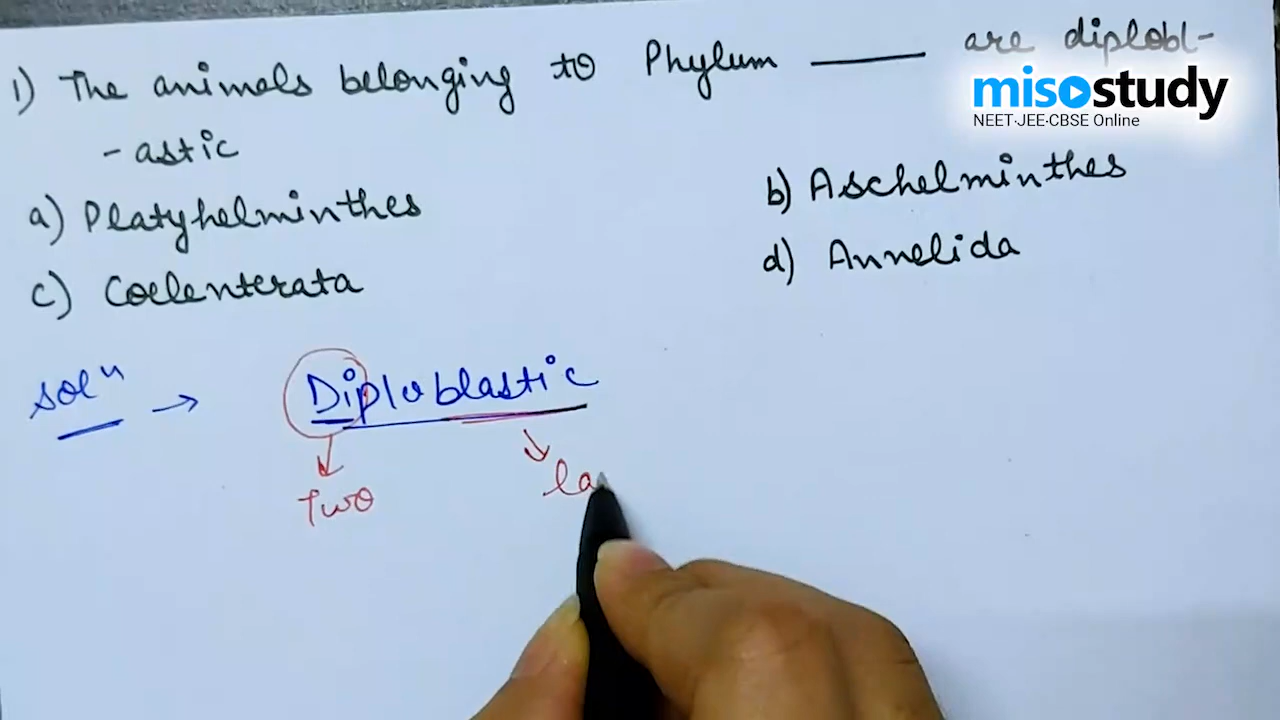 1) The animals belonging to Phylum ——— are diplobl-
-astic
a) Platyhelminthes b) Aschelminthes
c) Coelenterata d) Annelida
misostudy
NEET·JEE·CBSE Online
Solⁿ → Diploblastic
Two la